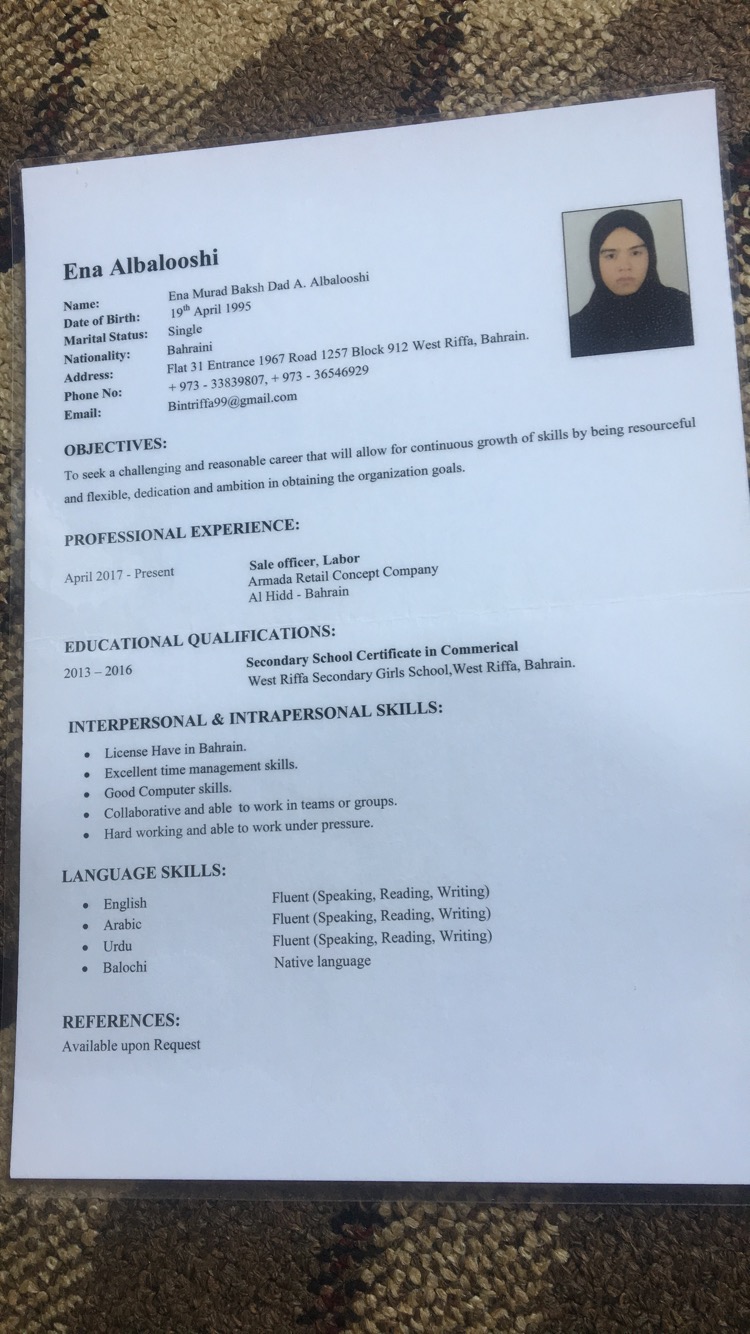 Ena Albalooshi
Name: Ena Murad Baksh Dad A. Albalooshi
Date of Birth: 19th April 1995
Marital Status: Single
Nationality: Bahraini
Address: Flat 31 Entrance 1967 Road 1257 Block 912 West Riffa, Bahrain.
Phone No: + 973 - 33839807, + 973 - 36546929
Email: Bintriffa99@gmail.com
OBJECTIVES:
To seek a challenging and reasonable career that will allow for continuous growth of skills by being resourceful
and flexible, dedication and ambition in obtaining the organization goals.
PROFESSIONAL EXPERIENCE:
April 2017 - Present Sale officer, Labor
Armada Retail Concept Company
Al Hidd - Bahrain
EDUCATIONAL QUALIFICATIONS:
2013 – 2016 Secondary School Certificate in Commerical
West Riffa Secondary Girls School,West Riffa, Bahrain.
INTERPERSONAL & INTRAPERSONAL SKILLS:
• License Have in Bahrain.
• Excellent time management skills.
• Good Computer skills.
• Collaborative and able to work in teams or groups.
• Hard working and able to work under pressure.
LANGUAGE SKILLS:
• English Fluent (Speaking, Reading, Writing)
• Arabic Fluent (Speaking, Reading, Writing)
• Urdu Fluent (Speaking, Reading, Writing)
• Balochi Native language
REFERENCES:
Available upon Request